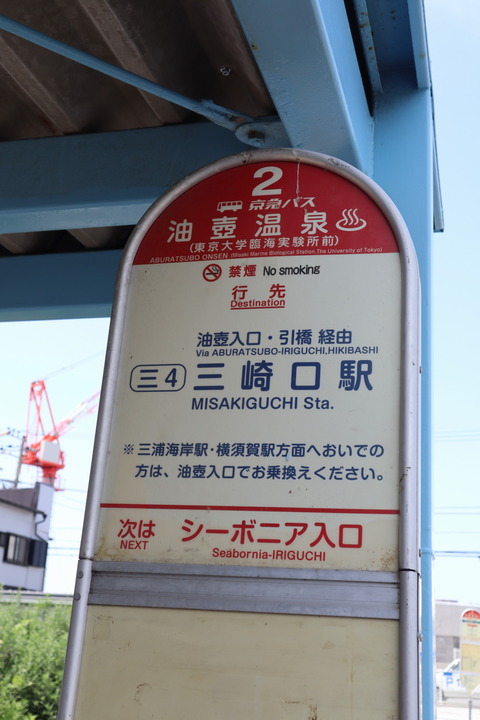 2
京急バス
油壺温泉
(東京大学臨海実験所前)
ABURATSUBO ONSEN (Misaki Marine Biological Station.The University of Tokyo)
禁煙 No smoking
行先
Destination
油壺入口・引橋 経由
Via ABURATSUBO-IRIGUCHI,HIKIBASHI
三4 三崎口駅
MISAKIGUCHI Sta.
※三浦海岸駅・横須賀駅方面へおいでの
方は、油壺入口でお乗換えください。
次は シーボニア入口
NEXT Seabornia-IRIGUCHI